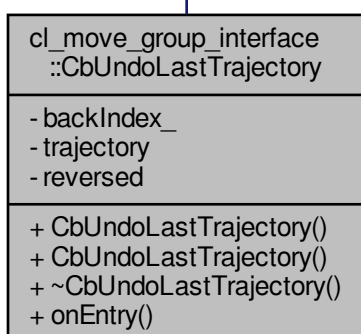 cl_move_group_interface
::CbUndoLastTrajectory
- backIndex_
- trajectory
- reversed
+ CbUndoLastTrajectory()
+ CbUndoLastTrajectory()
+ ~CbUndoLastTrajectory()
+ onEntry()